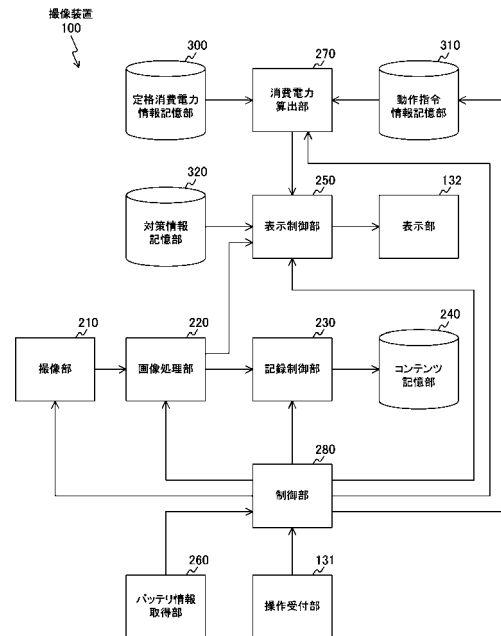 撮像装置
100
300
270
310
定格消費電力
情報記憶部
消費電力
算出部
動作指令
情報記憶部
320
250
132
対策情報
記憶部
表示制御部
表示部
210
220
230
240
撮像部
画像処理部
記録制御部
コンテンツ
記憶部
280
制御部
260
131
バッテリ情報
取得部
操作受付部